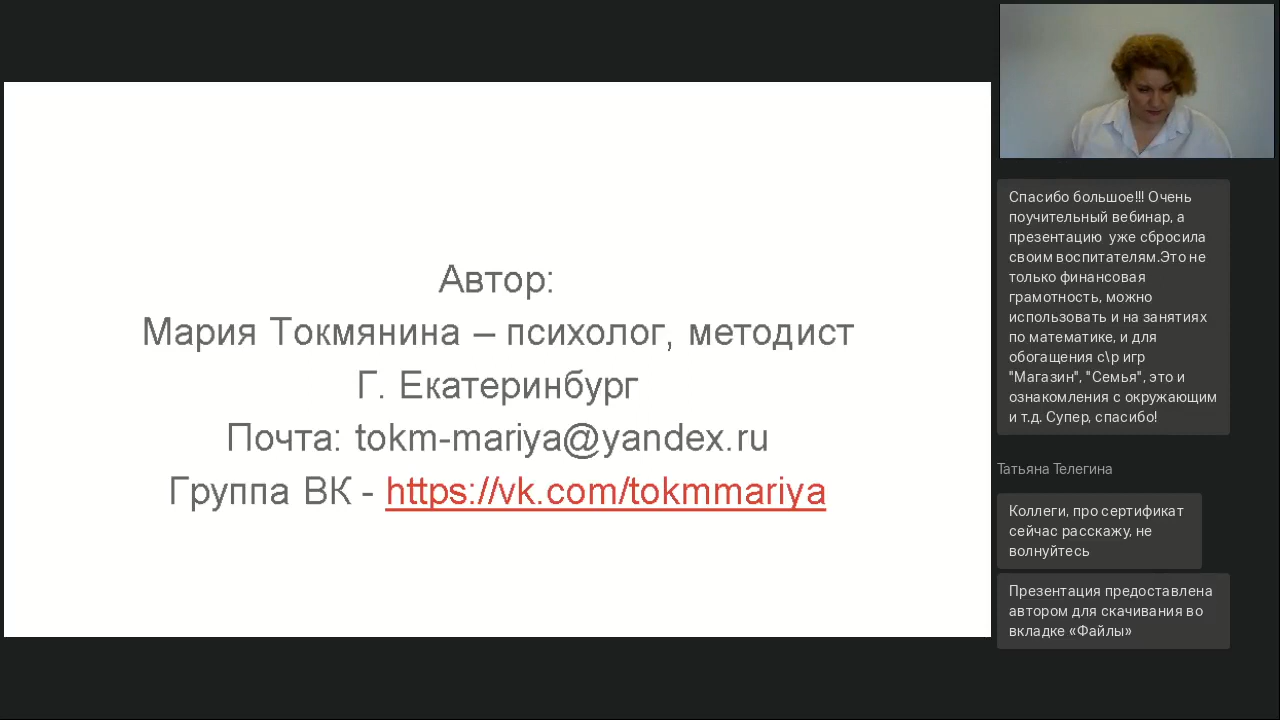 Автор:
Мария Токмянина – психолог, методист
Г. Екатеринбург
Почта: tokm-mariya@yandex.ru
Группа ВК - https://vk.com/tokmmariya
Спасибо большое!!! Очень
поучительный вебинар, а
презентацию  уже сбросила
своим воспитателям.Это не
только финансовая
грамотность, можно
использовать и на занятиях
по математике, и для
обогащения с\р игр
"Магазин", "Семья", это и
ознакомления с окружающим
и т.д. Супер, спасибо!
Татьяна Телегина
Коллеги, про сертификат
сейчас расскажу, не
волнуйтесь
Презентация предоставлена
автором для скачивания во
вкладке «Файлы»